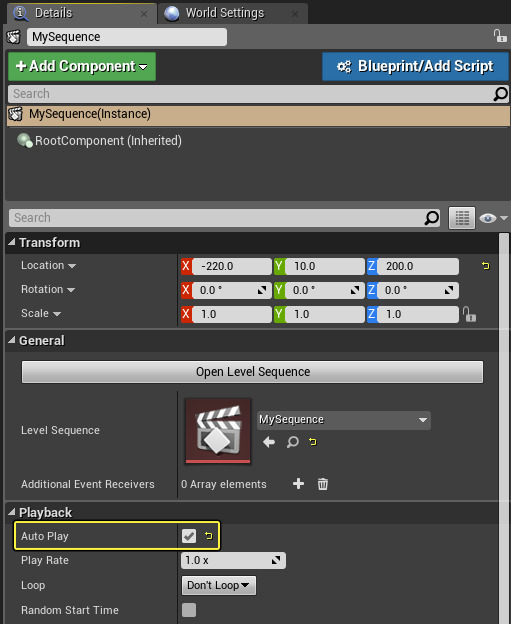 Details
World Settings
MySequence
Add Component
Blueprint/Add Script
Search
MySequence(Instance)
RootComponent (Inherited)
Search
Transform
Location X -220.0 Y 10.0 Z 200.0
Rotation X 0.0 ° Y 0.0 ° Z 0.0 °
Scale X 1.0 Y 1.0 Z 1.0
General
Open Level Sequence
Level Sequence MySequence
Additional Event Receivers 0 Array elements
Playback
Auto Play
Play Rate 1.0 x
Loop Don't Loop
Random Start Time